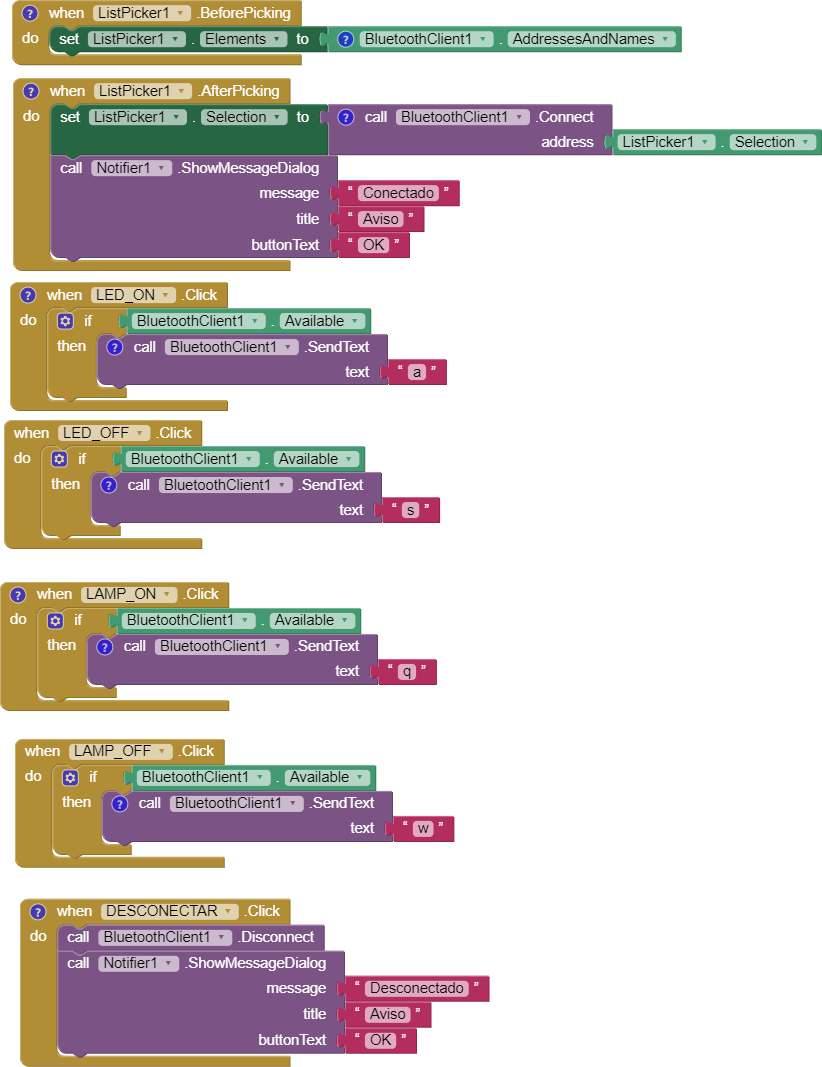 ? when ListPicker1 .BeforePicking
do set ListPicker1 . Elements to ? BluetoothClient1 . AddressesAndNames
? when ListPicker1 .AfterPicking
do set ListPicker1 . Selection to ? call BluetoothClient1 .Connect
address ListPicker1 . Selection
call Notifier1 .ShowMessageDialog
message “ Conectado ”
title “ Aviso ”
buttonText “ OK ”
? when LED_ON .Click
do if BluetoothClient1 . Available
then ? call BluetoothClient1 .SendText
text “ a ”
when LED_OFF .Click
do if BluetoothClient1 . Available
then ? call BluetoothClient1 .SendText
text “ s ”
? when LAMP_ON .Click
do if BluetoothClient1 . Available
then ? call BluetoothClient1 .SendText
text “ q ”
when LAMP_OFF .Click
do if BluetoothClient1 . Available
then ? call BluetoothClient1 .SendText
text “ w ”
? when DESCONECTAR .Click
do call BluetoothClient1 .Disconnect
call Notifier1 .ShowMessageDialog
message “ Desconectado ”
title “ Aviso ”
buttonText “ OK ”